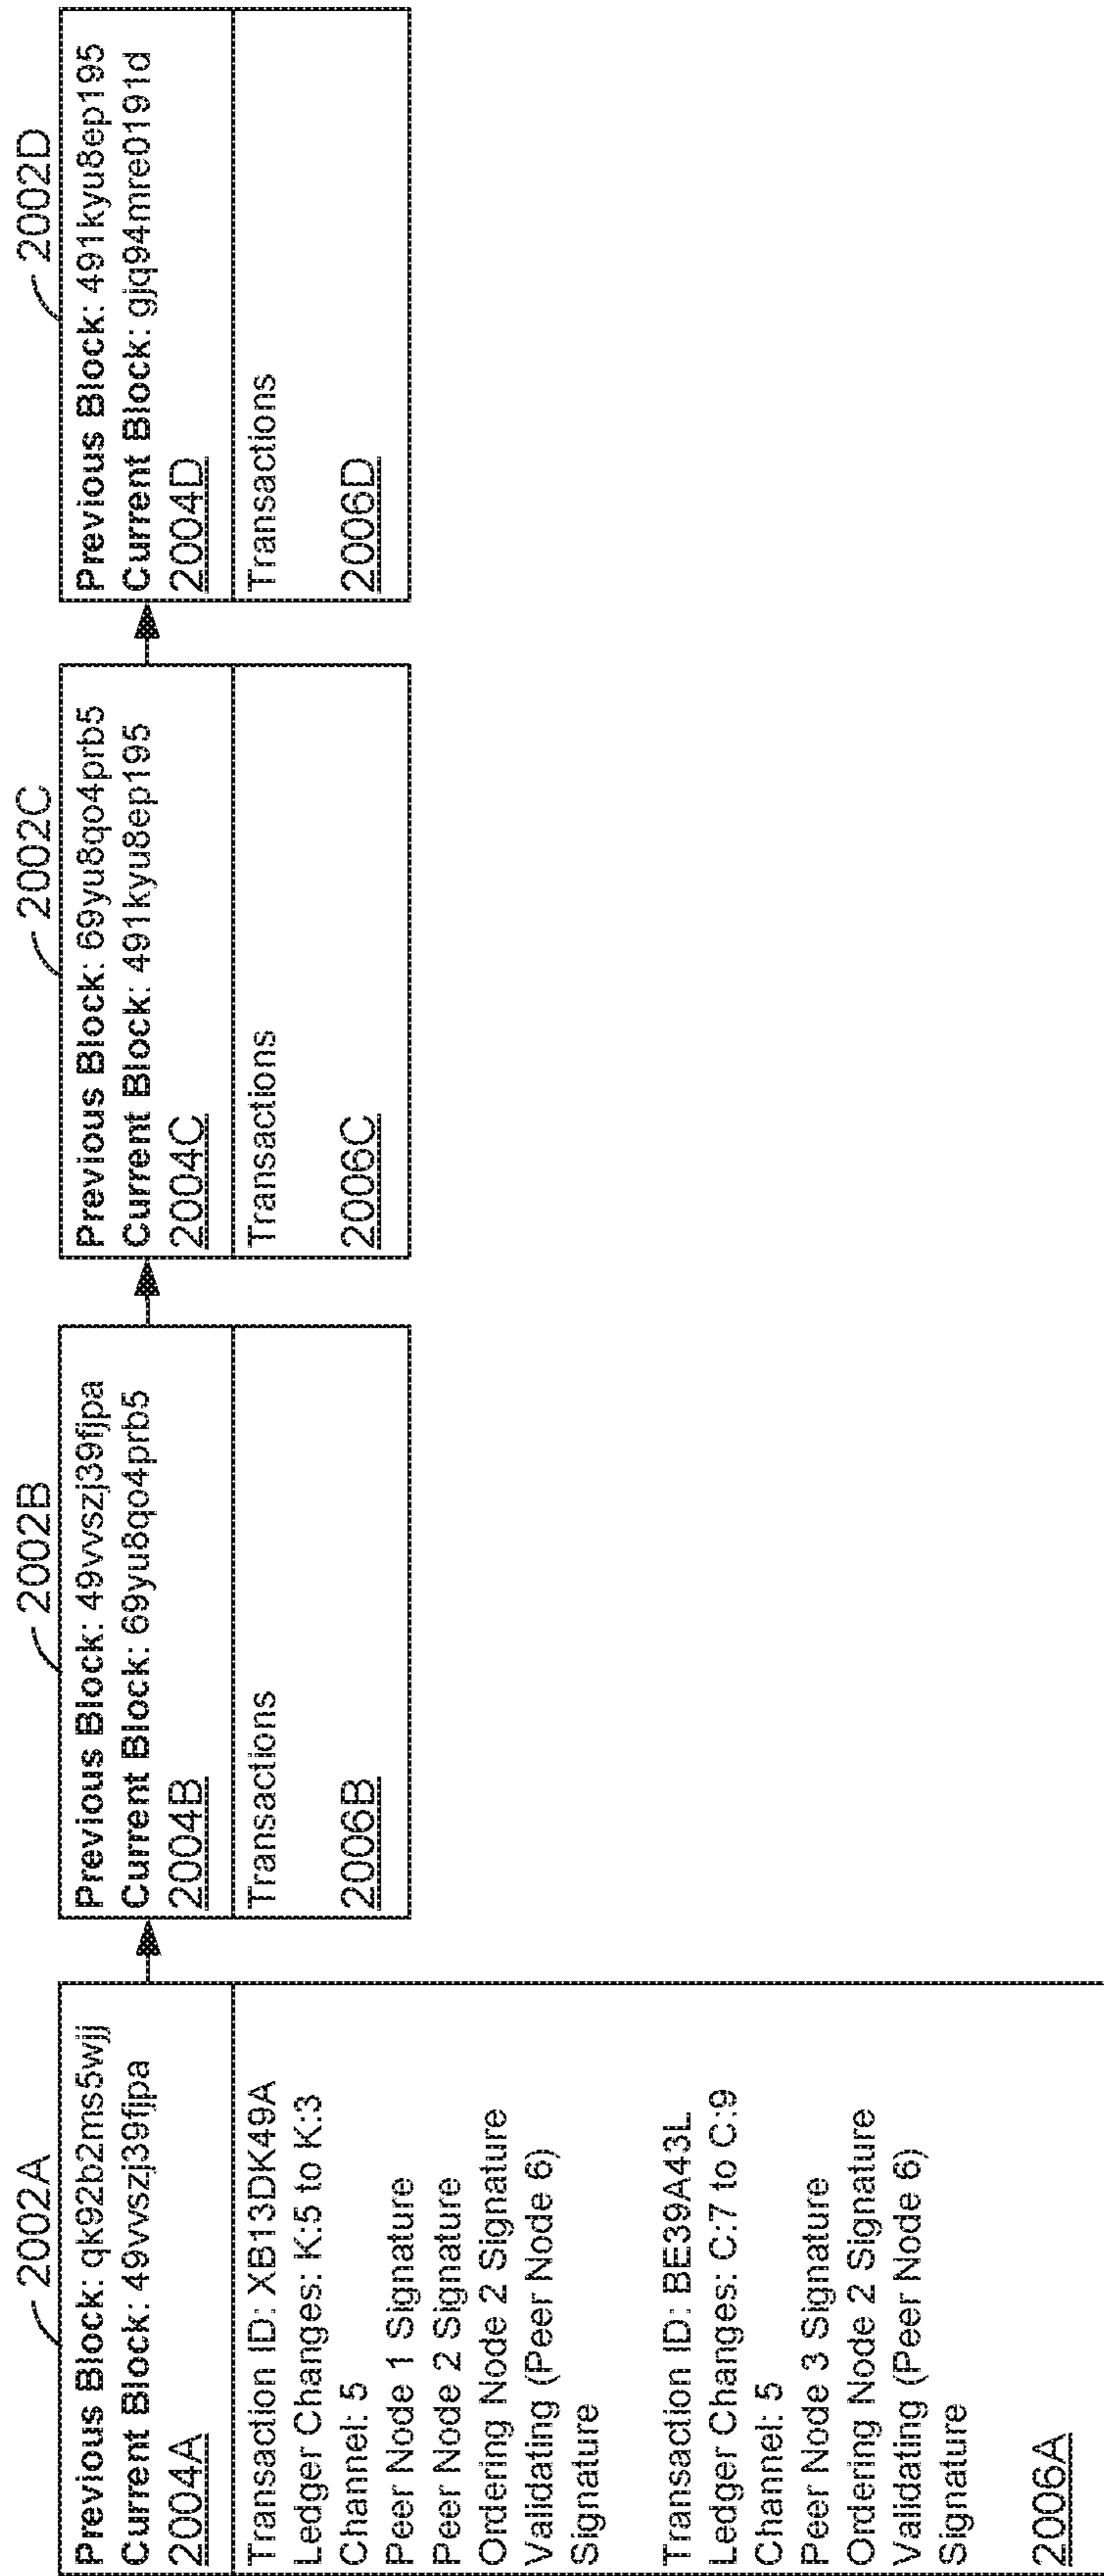 2002A
Previous Block: qk92b2ms5wjj
Current Block: 49vvszj39fjpa
2004A
Transaction ID: XB13DK49A
Ledger Changes: K:5 to K:3
Channel: 5
Peer Node 1 Signature
Peer Node 2 Signature
Ordering Node 2 Signature
Validating (Peer Node 6)
Signature
Transaction ID: BE39A43L
Ledger Changes: C:7 to C:9
Channel: 5
Peer Node 3 Signature
Ordering Node 2 Signature
Validating (Peer Node 6)
Signature
2006A
2002B
Previous Block: 49vvszj39fjpa
Current Block: 69yu8qo4prb5
2004B
Transactions
2006B
2002C
Previous Block: 69yu8qo4prb5
Current Block: 491kyu8ep195
2004C
Transactions
2006C
2002D
Previous Block: 491kyu8ep195
Current Block: gjq94mre0191d
2004D
Transactions
2006D